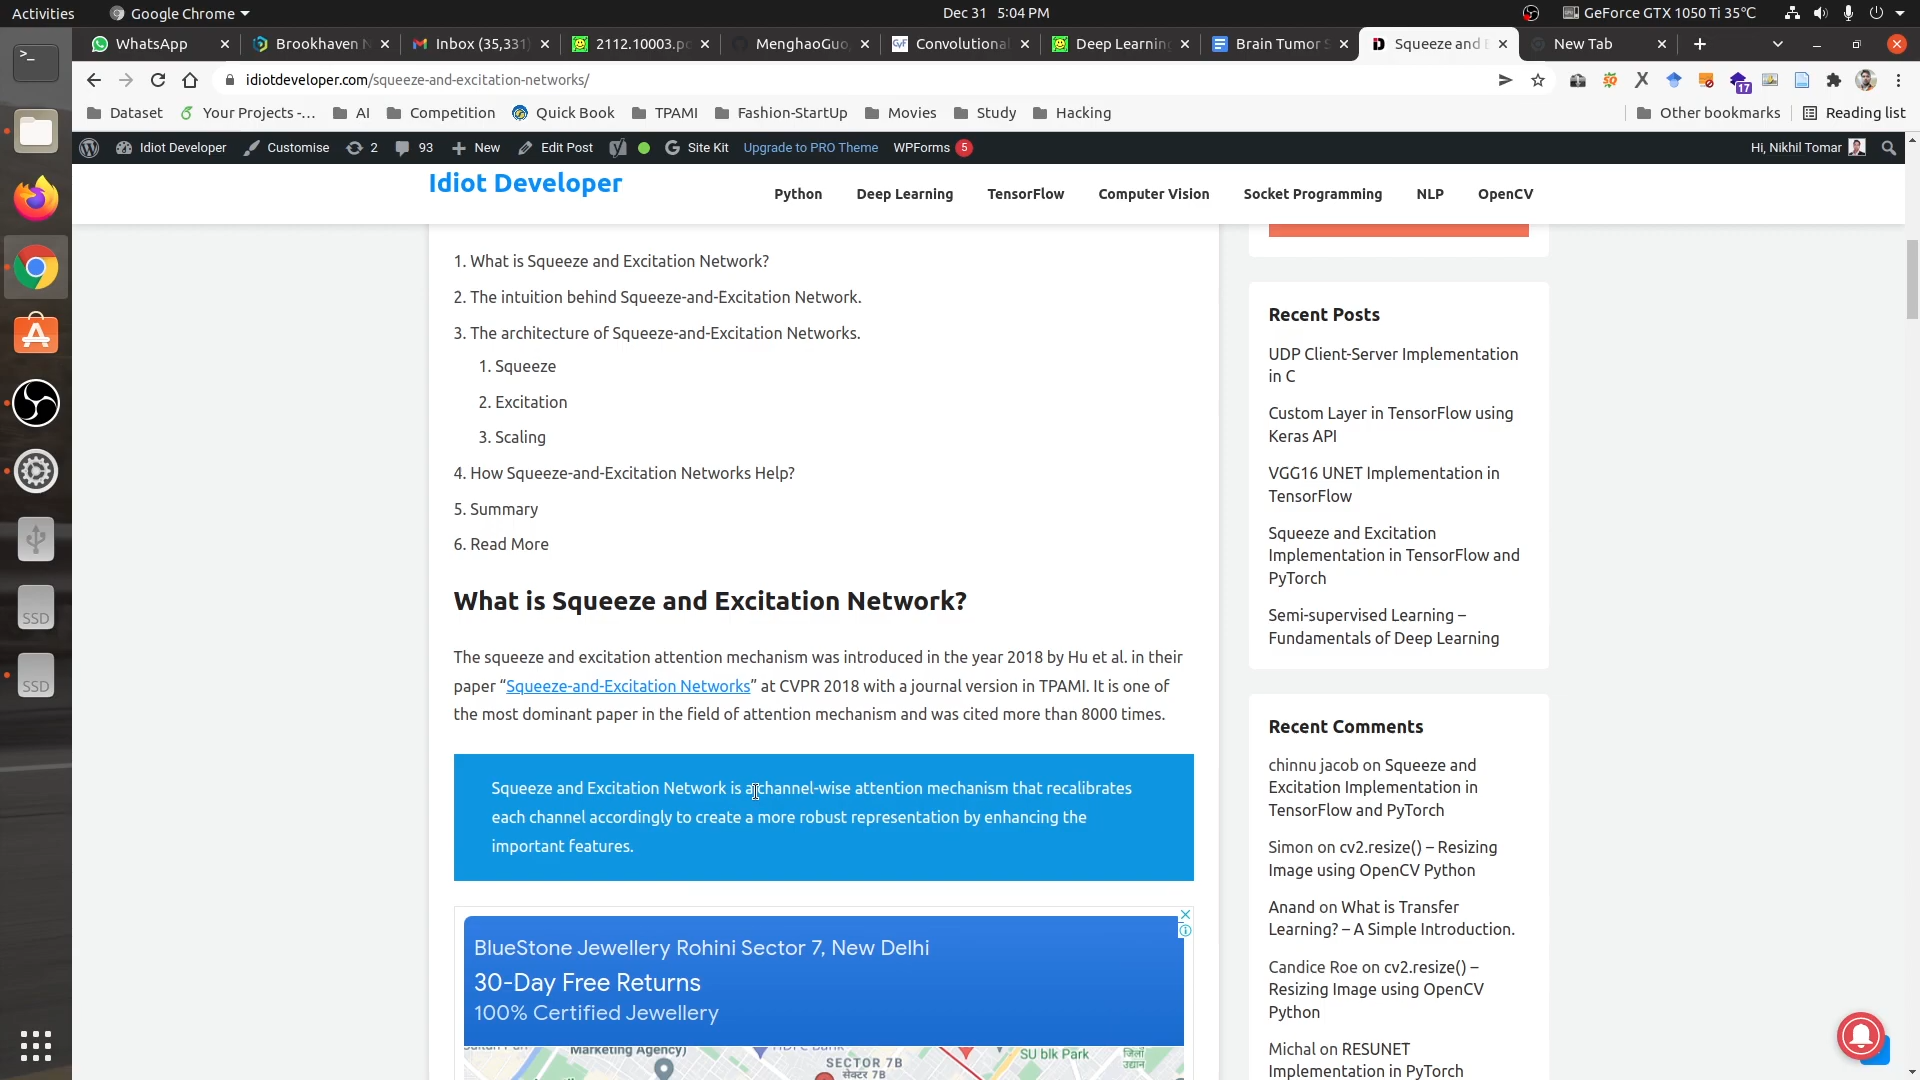 Activities
Google Chrome
Dec 31 5:04 PM
GeForce GTX 1050 Ti 35°C
WhatsApp
Brookhaven N
Inbox (35,331)
2112.10003.pd
MenghaoGuo
Convolutional
Deep Learning
Brain Tumor S
Squeeze and E
New Tab
idiotdeveloper.com/squeeze-and-excitation-networks/
17
Dataset
Your Projects -...
AI
Competition
Quick Book
TPAMI
Fashion-StartUp
Movies
Study
Hacking
Other bookmarks
Reading list
Idiot Developer
Customise
2
93
New
Edit Post
Site Kit
Upgrade to PRO Theme
WPForms 5
Hi, Nikhil Tomar
Idiot Developer
Python
Deep Learning
TensorFlow
Computer Vision
Socket Programming
NLP
OpenCV
1. What is Squeeze and Excitation Network?
2. The intuition behind Squeeze-and-Excitation Network.
3. The architecture of Squeeze-and-Excitation Networks.
1. Squeeze
2. Excitation
3. Scaling
4. How Squeeze-and-Excitation Networks Help?
5. Summary
6. Read More
What is Squeeze and Excitation Network?
The squeeze and excitation attention mechanism was introduced in the year 2018 by Hu et al. in their
paper “Squeeze-and-Excitation Networks” at CVPR 2018 with a journal version in TPAMI. It is one of
the most dominant paper in the field of attention mechanism and was cited more than 8000 times.
Squeeze and Excitation Network is a channel-wise attention mechanism that recalibrates
each channel accordingly to create a more robust representation by enhancing the
important features.
BlueStone Jewellery Rohini Sector 7, New Delhi
30-Day Free Returns
100% Certified Jewellery
Marketing Agency)
SECTOR 7B
सेक्टर 7B
SU blk Park
Recent Posts
UDP Client-Server Implementation
in C
Custom Layer in TensorFlow using
Keras API
VGG16 UNET Implementation in
TensorFlow
Squeeze and Excitation
Implementation in TensorFlow and
PyTorch
Semi-supervised Learning –
Fundamentals of Deep Learning
Recent Comments
chinnu jacob on Squeeze and
Excitation Implementation in
TensorFlow and PyTorch
Simon on cv2.resize() – Resizing
Image using OpenCV Python
Anand on What is Transfer
Learning? – A Simple Introduction.
Candice Roe on cv2.resize() –
Resizing Image using OpenCV
Python
Michal on RESUNET
Implementation in PyTorch
SSD
SSD